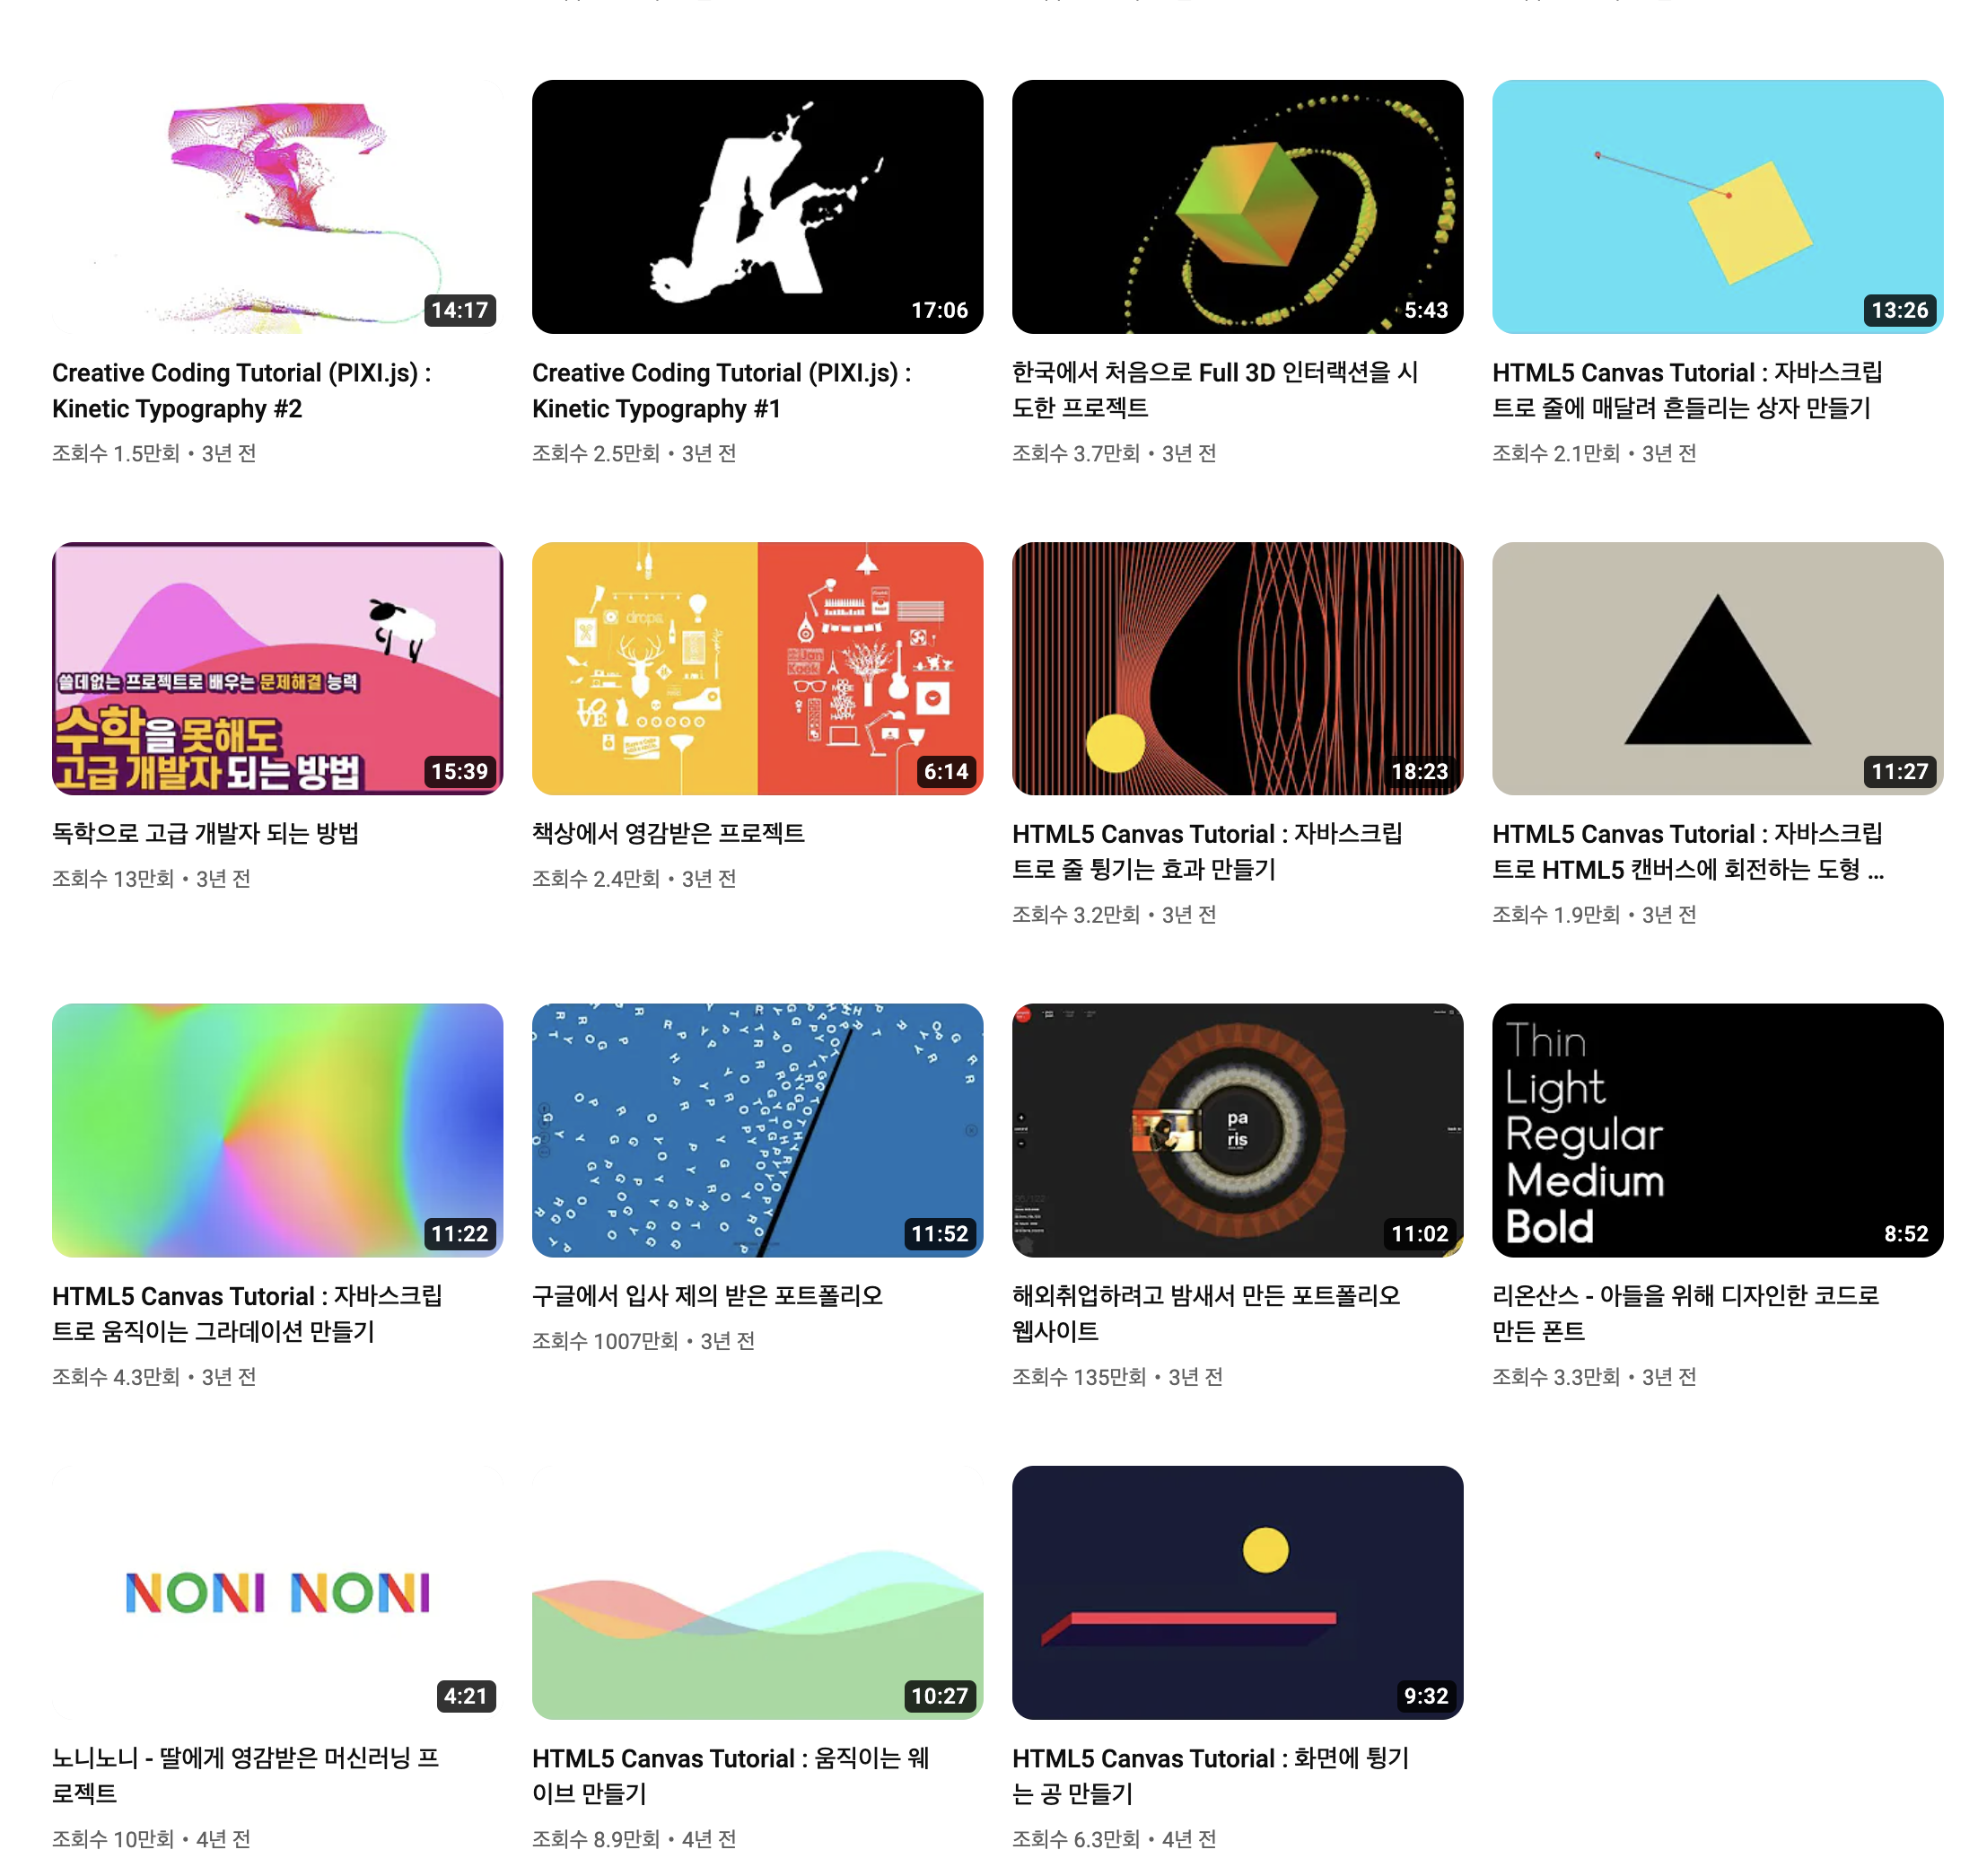 14:17
17:06
5:43
13:26
Creative Coding Tutorial (PIXI.js) :
Kinetic Typography #2
조회수 1.5만회 • 3년 전
Creative Coding Tutorial (PIXI.js) :
Kinetic Typography #1
조회수 2.5만회 • 3년 전
한국에서 처음으로 Full 3D 인터랙션을 시
도한 프로젝트
조회수 3.7만회 • 3년 전
HTML5 Canvas Tutorial : 자바스크립
트로 줄에 매달려 흔들리는 상자 만들기
조회수 2.1만회 • 3년 전
쓸데없는 프로젝트로 배우는 문제해결 능력
수학을 못해도
고급 개발자 되는 방법
15:39
drops
LOVE
6:14
18:23
11:27
독학으로 고급 개발자 되는 방법
조회수 13만회 • 3년 전
책상에서 영감받은 프로젝트
조회수 2.4만회 • 3년 전
HTML5 Canvas Tutorial : 자바스크립
트로 줄 튕기는 효과 만들기
조회수 3.2만회 • 3년 전
HTML5 Canvas Tutorial : 자바스크립
트로 HTML5 캔버스에 회전하는 도형 ...
조회수 1.9만회 • 3년 전
11:22
11:52
pa
ris
11:02
Thin
Light
Regular
Medium
Bold
8:52
HTML5 Canvas Tutorial : 자바스크립
트로 움직이는 그라데이션 만들기
조회수 4.3만회 • 3년 전
구글에서 입사 제의 받은 포트폴리오
조회수 1007만회 • 3년 전
해외취업하려고 밤새서 만든 포트폴리오
웹사이트
조회수 135만회 • 3년 전
리온산스 - 아들을 위해 디자인한 코드로
만든 폰트
조회수 3.3만회 • 3년 전
NONI NONI
4:21
10:27
9:32
노니노니 - 딸에게 영감받은 머신러닝 프
로젝트
조회수 10만회 • 4년 전
HTML5 Canvas Tutorial : 움직이는 웨
이브 만들기
조회수 8.9만회 • 4년 전
HTML5 Canvas Tutorial : 화면에 튕기
는 공 만들기
조회수 6.3만회 • 4년 전